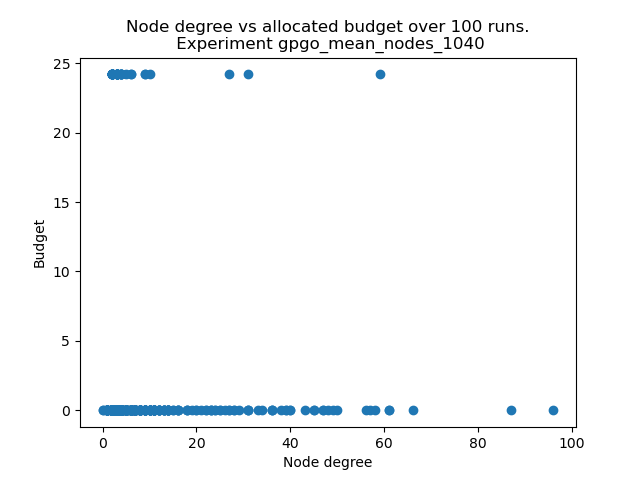 Node degree vs allocated budget over 100 runs.
Experiment gpgo_mean_nodes_1040
25
20
15
10
5
0
Budget
0 20 40 60 80 100
Node degree